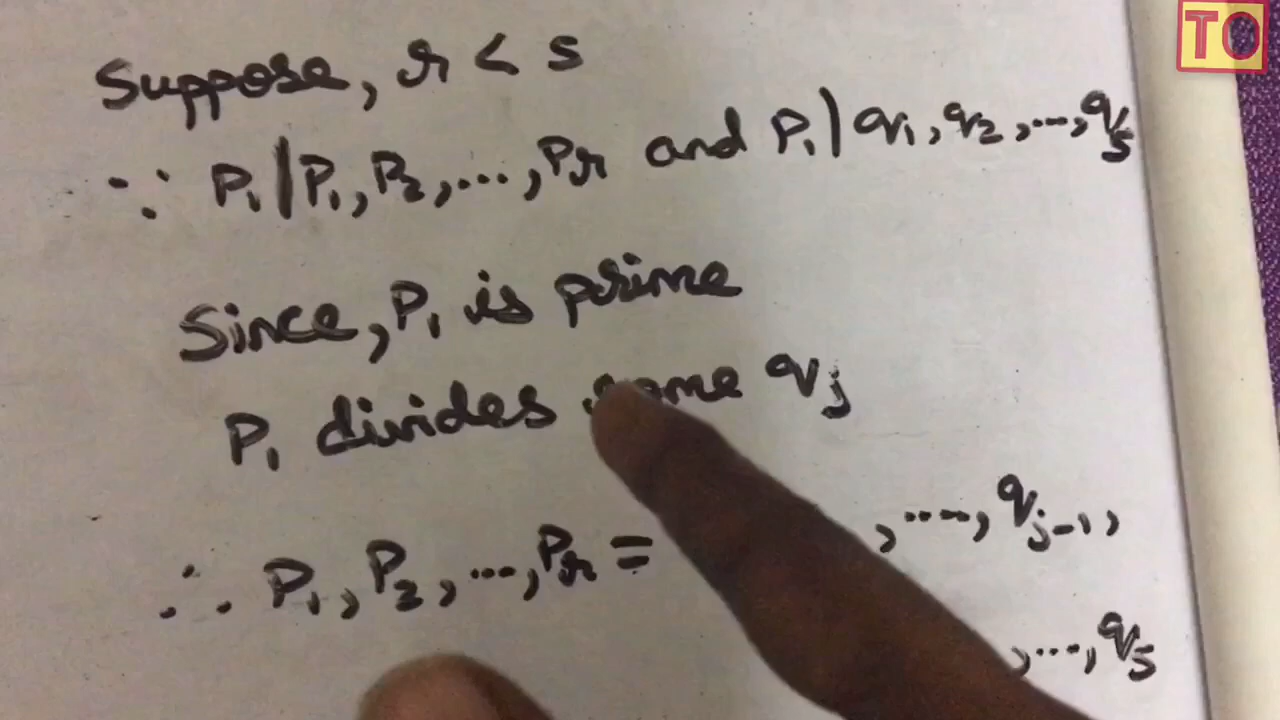 TO
Suppose, r < s
∵ P₁ | P₁, P₂, ..., Pᵣ and P₁ | q₁, q₂, ..., qₛ
Since, P₁ is prime
P₁ divides some qⱼ
∴ P₁, P₂, ..., Pᵣ = , ...., qⱼ₋₁,
, ..., qₛ